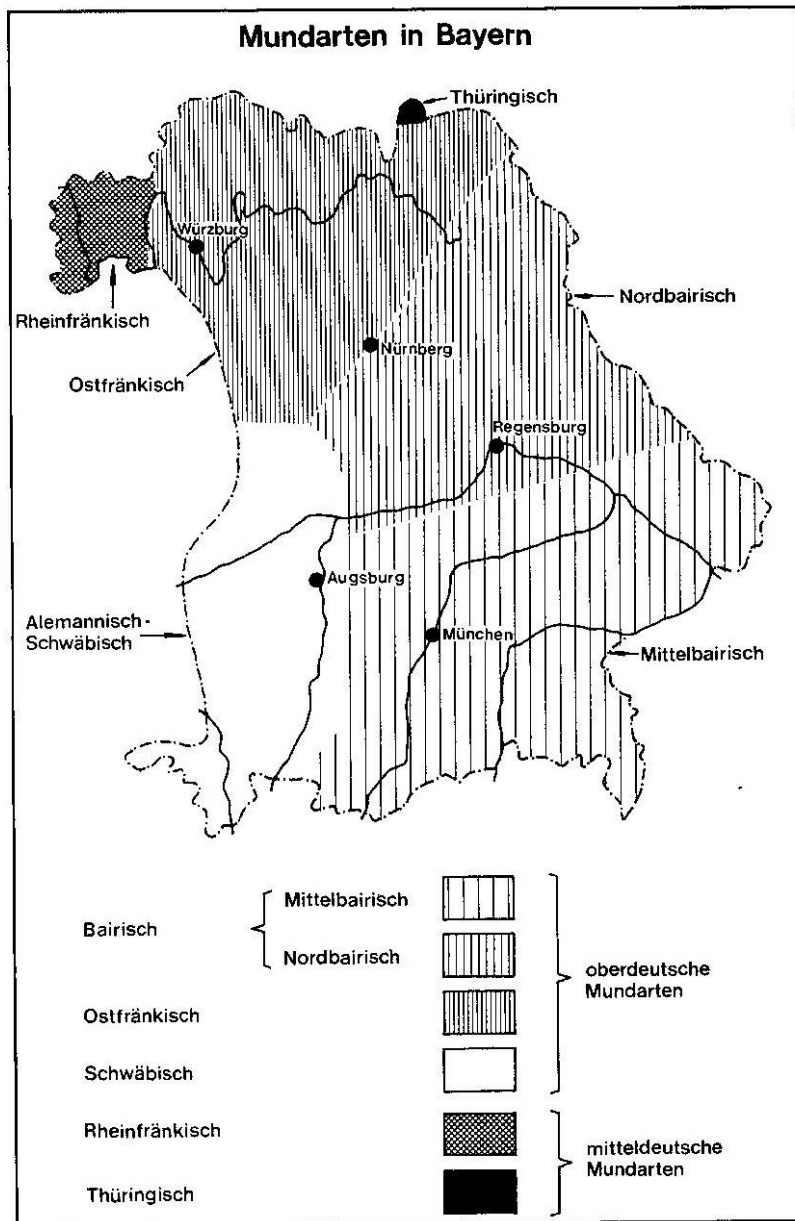 Mundarten in Bayern
Thüringisch
Würzburg
Rheinfränkisch
Nordbairisch
Nürnberg
Ostfränkisch
Regensburg
Augsburg
Alemannisch-
Schwäbisch
München
Mittelbairisch
Bairisch
Mittelbairisch
Nordbairisch
oberdeutsche
Mundarten
Ostfränkisch
Schwäbisch
Rheinfränkisch
mitteldeutsche
Mundarten
Thüringisch